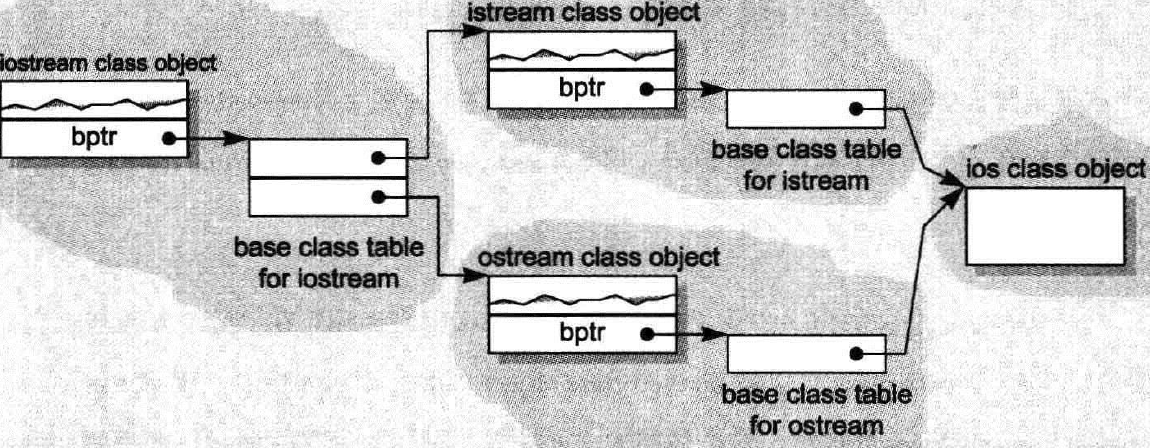 istream class object
iostream class object
bptr
bptr
base class table
for istream
ios class object
base class table
for iostream
ostream class object
bptr
base class table
for ostream